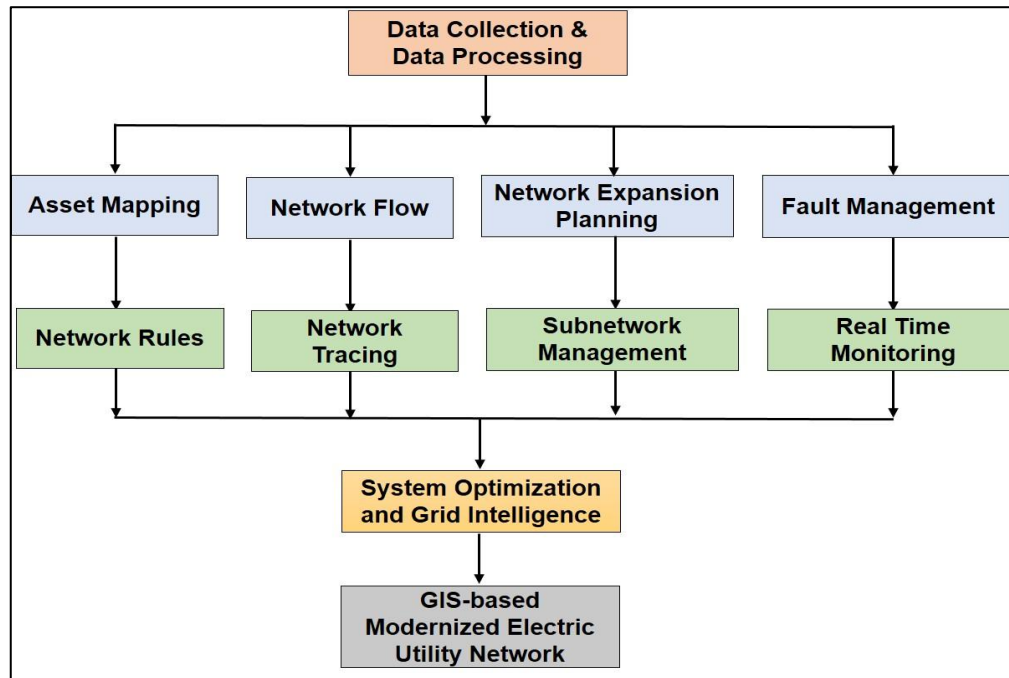 Data Collection &
Data Processing
Asset Mapping
Network Flow
Network Expansion
Planning
Fault Management
Network Rules
Network
Tracing
Subnetwork
Management
Real Time
Monitoring
System Optimization
and Grid Intelligence
GIS-based
Modernized Electric
Utility Network